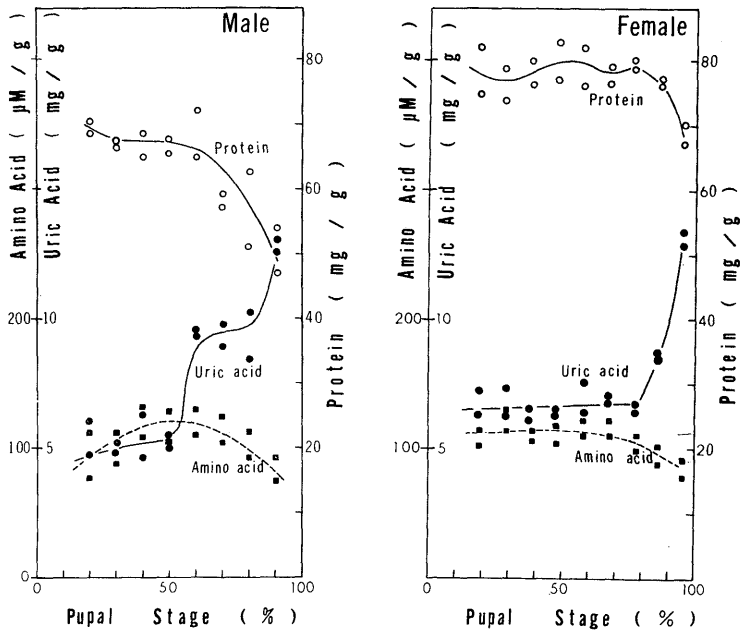 Male
Amino Acid ( µM / g )
Uric Acid ( mg / g )
200 10
100 5
0
Protein
Uric acid
Amino acid
80
60
40
20
0
Protein ( mg / g )
0 50 100
Pupal Stage ( % )
Female
Amino Acid ( µM / g )
Uric Acid ( mg / g )
200 10
100 5
0
Protein
Uric acid
Amino acid
80
60
40
20
Protein ( mg / g )
0 50 100
Pupal Stage ( % )